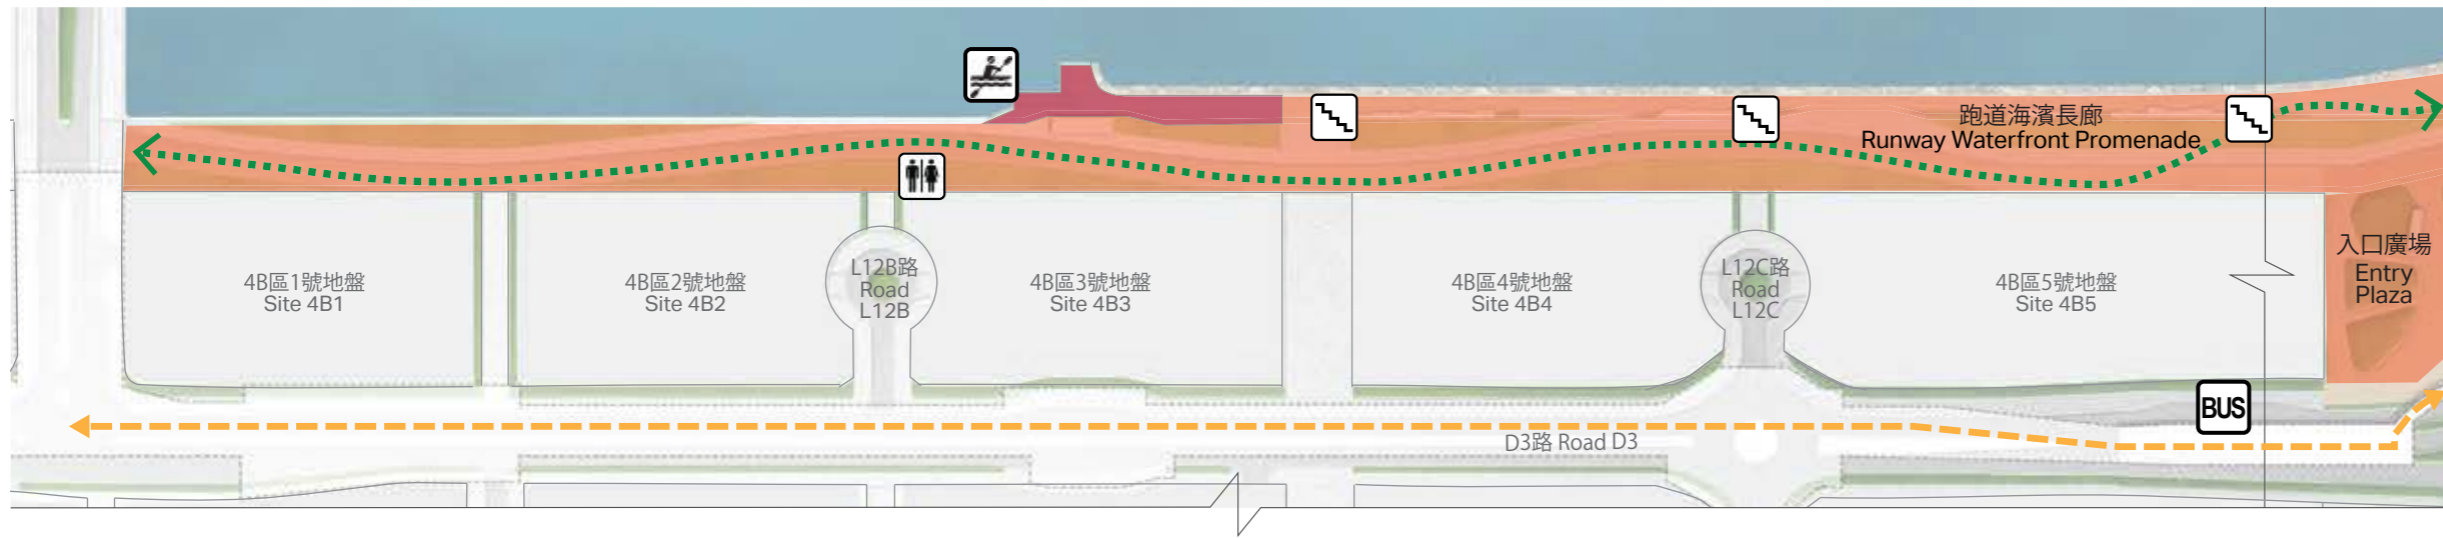 跑道海濱長廊
Runway Waterfront Promenade
入口廣場
Entry
Plaza
4B區1號地盤
Site 4B1
4B區2號地盤
Site 4B2
L12B路
Road
L12B
4B區3號地盤
Site 4B3
4B區4號地盤
Site 4B4
L12C路
Road
L12C
4B區5號地盤
Site 4B5
BUS
D3路 Road D3